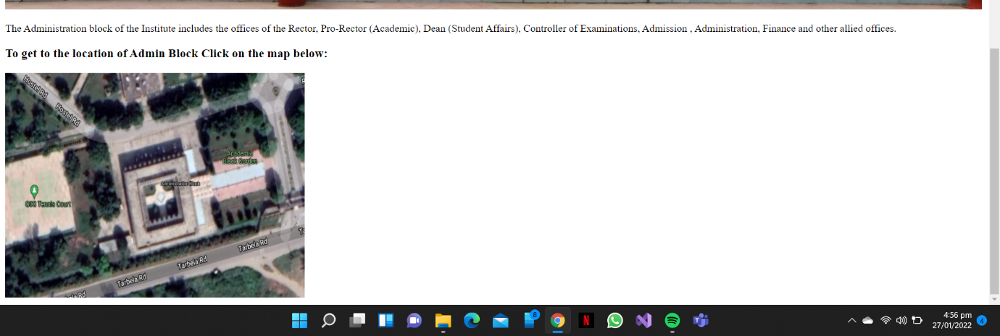 The Administration block of the Institute includes the offices of the Rector, Pro-Rector (Academic), Dean (Student Affairs), Controller of Examinations, Admission , Administration, Finance and other allied offices.
To get to the location of Admin Block Click on the map below:
Hostel Rd
Hostel Rd
Academic
Block Garden
Administration Block
GIKI Tennis Court
Tarbela Rd
Tarbela Rd
Tarbela Rd
8
N
4:56 pm
27/01/2022
4